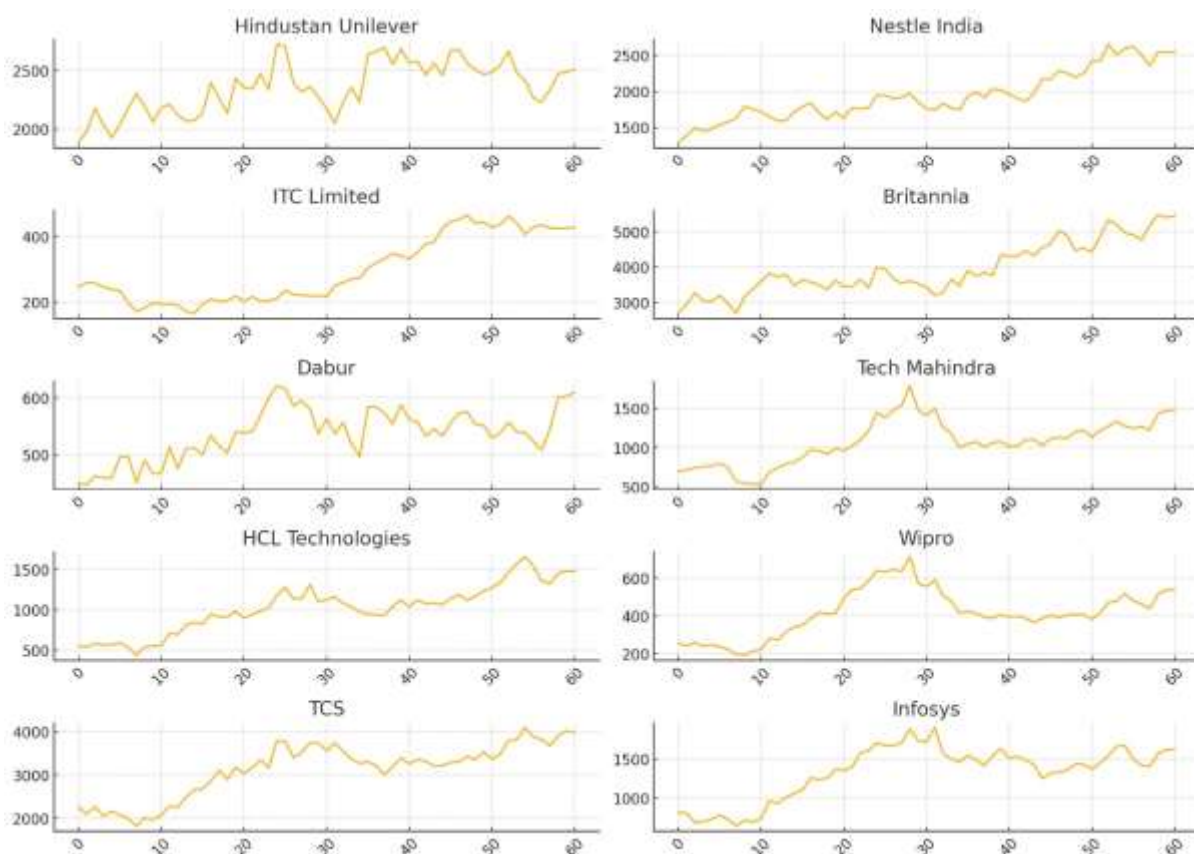 Hindustan Unilever
2500
2000
0 10 20 30 40 50 60
Nestle India
2500
2000
1500
0 10 20 30 40 50 60
ITC Limited
400
200
0 10 20 30 40 50 60
Britannia
5000
4000
3000
0 10 20 30 40 50 60
Dabur
600
500
0 10 20 30 40 50 60
Tech Mahindra
1500
1000
500
0 10 20 30 40 50 60
HCL Technologies
1500
1000
500
0 10 20 30 40 50 60
Wipro
600
400
200
0 10 20 30 40 50 60
TCS
4000
3000
2000
0 10 20 30 40 50 60
Infosys
1500
1000
0 10 20 30 40 50 60